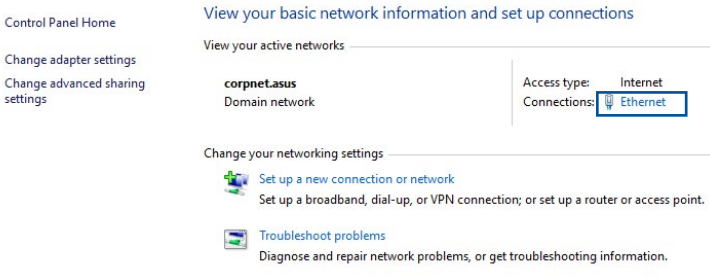 Control Panel Home
Change adapter settings
Change advanced sharing
settings
View your basic network information and set up connections
View your active networks
corpnet.asus
Domain network
Access type: Internet
Connections: Ethernet
Change your networking settings
Set up a new connection or network
Set up a broadband, dial-up, or VPN connection; or set up a router or access point.
Troubleshoot problems
Diagnose and repair network problems, or get troubleshooting information.